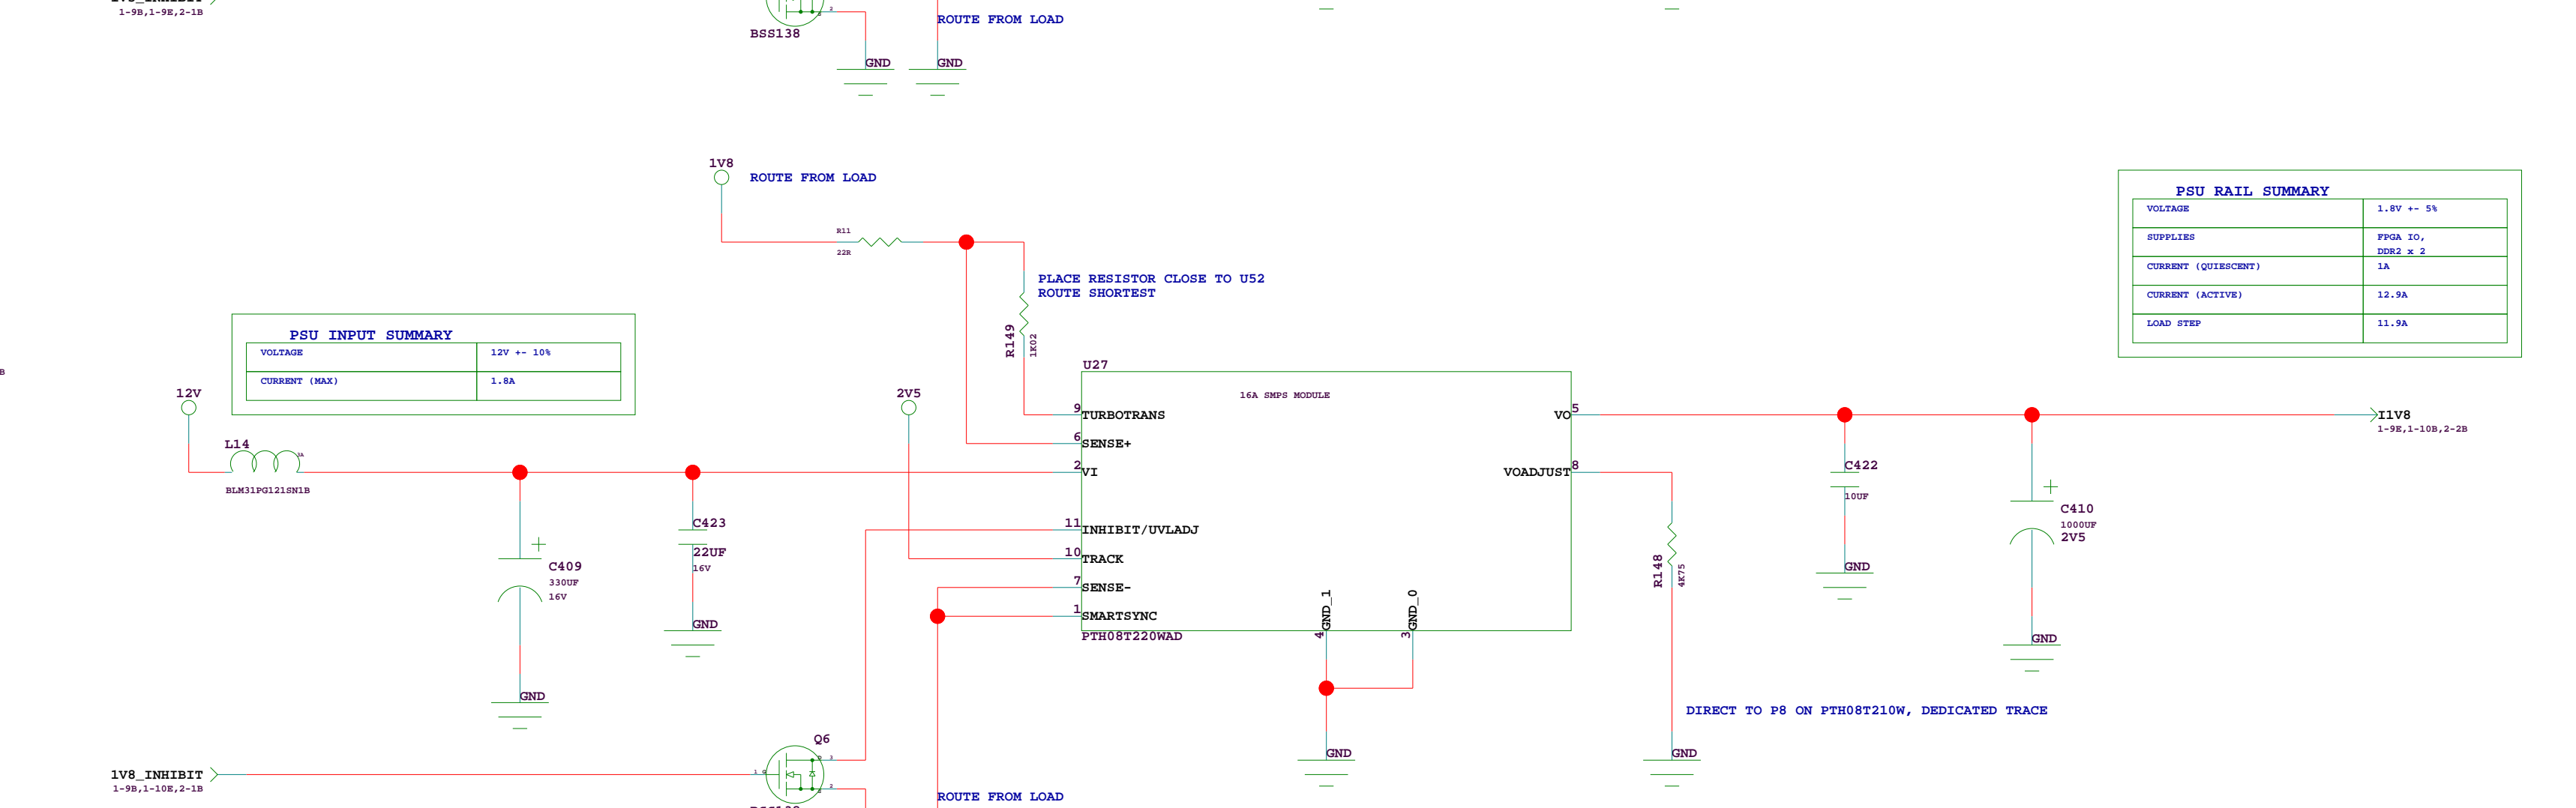 1-9B,1-9E,2-1B
2
BSS138
ROUTE FROM LOAD
GND
GND
1V8
ROUTE FROM LOAD
R11
22R
PLACE RESISTOR CLOSE TO U52
ROUTE SHORTEST
R149
1K02
PSU RAIL SUMMARY
VOLTAGE
1.8V +- 5%
SUPPLIES
FPGA IO,
DDR2 x 2
CURRENT (QUIESCENT)
1A
CURRENT (ACTIVE)
12.9A
LOAD STEP
11.9A
PSU INPUT SUMMARY
VOLTAGE
12V +- 10%
CURRENT (MAX)
1.8A
B
12V
L14
3A
BLM31PG121SN1B
2V5
U27
16A SMPS MODULE
9
TURBOTRANS
6
SENSE+
2
VI
11
INHIBIT/UVLADJ
10
TRACK
7
SENSE-
1
SMARTSYNC
PTH08T220WAD
VO
5
VOADJUST
8
GND_1
4
GND_0
3
I1V8
1-9E,1-10B,2-2B
C409
330UF
16V
GND
C423
22UF
16V
GND
R148
4K75
C422
10UF
GND
C410
1000UF
2V5
GND
DIRECT TO P8 ON PTH08T210W, DEDICATED TRACE
GND
GND
Q6
1V8_INHIBIT
1-9B,1-10E,2-1B
1
G
3
2
ROUTE FROM LOAD